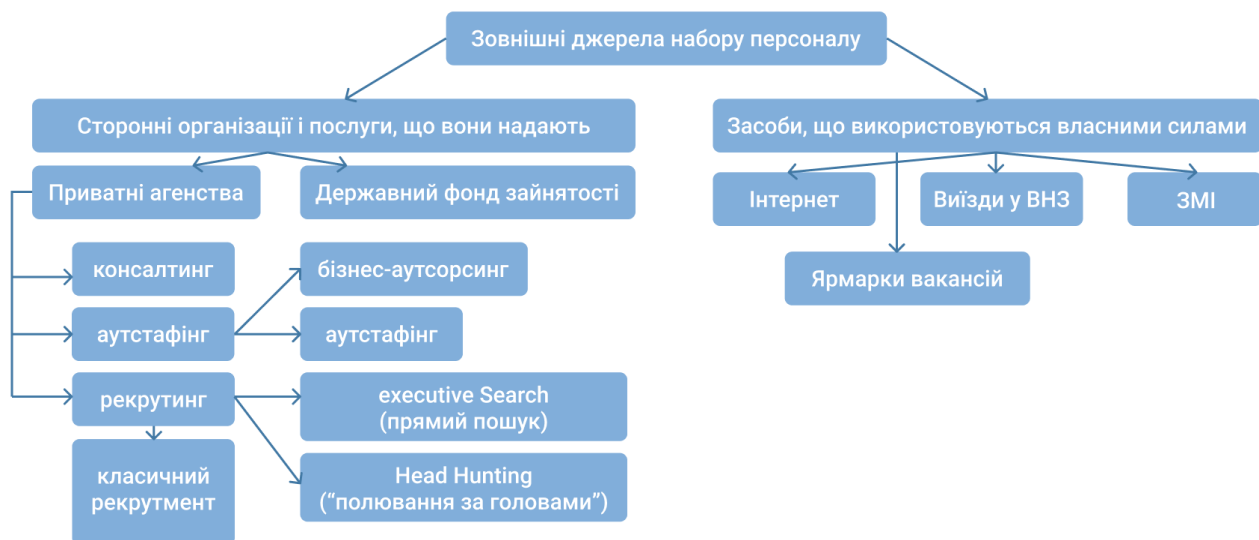 Зовнішні джерела набору персоналу
Сторонні організації і послуги, що вони надають
Засоби, що використовуються власними силами
Приватні агенства
Державний фонд зайнятості
Інтернет
Виїзди у ВНЗ
ЗМІ
консалтинг
бізнес-аутсорсинг
Ярмарки вакансій
аутстафінг
аутстафінг
рекрутинг
executive Search
(прямий пошук)
класичний
рекрутмент
Head Hunting
(“полювання за головами”)